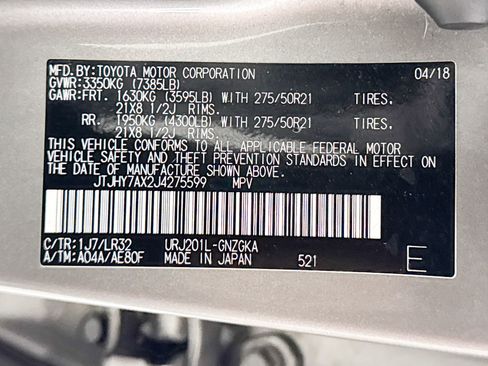 MFD.BY:TOYOTA MOTOR CORPORATION 04/18
GVWR:3350KG (7385LB)
GAWR:FRT. 1630KG (3595LB) WITH 275/50R21 TIRES.
21X8 1/2J RIMS.
RR. 1950KG (4300LB) WITH 275/50R21 TIRES.
21X8 1/2J RIMS.
THIS VEHICLE CONFORMS TO ALL APPLICABLE FEDERAL MOTOR
VEHICLE SAFETY AND THEFT PREVENTION STANDARDS IN EFFECT ON
THE DATE OF MANUFACTURE SHOWN ABOVE.
JTJHY7AX2J4275599 MPV
C/TR:1J7/LR32 URJ201L-GNZGKA
A/TM:A04A/AE80F MADE IN JAPAN 521 E